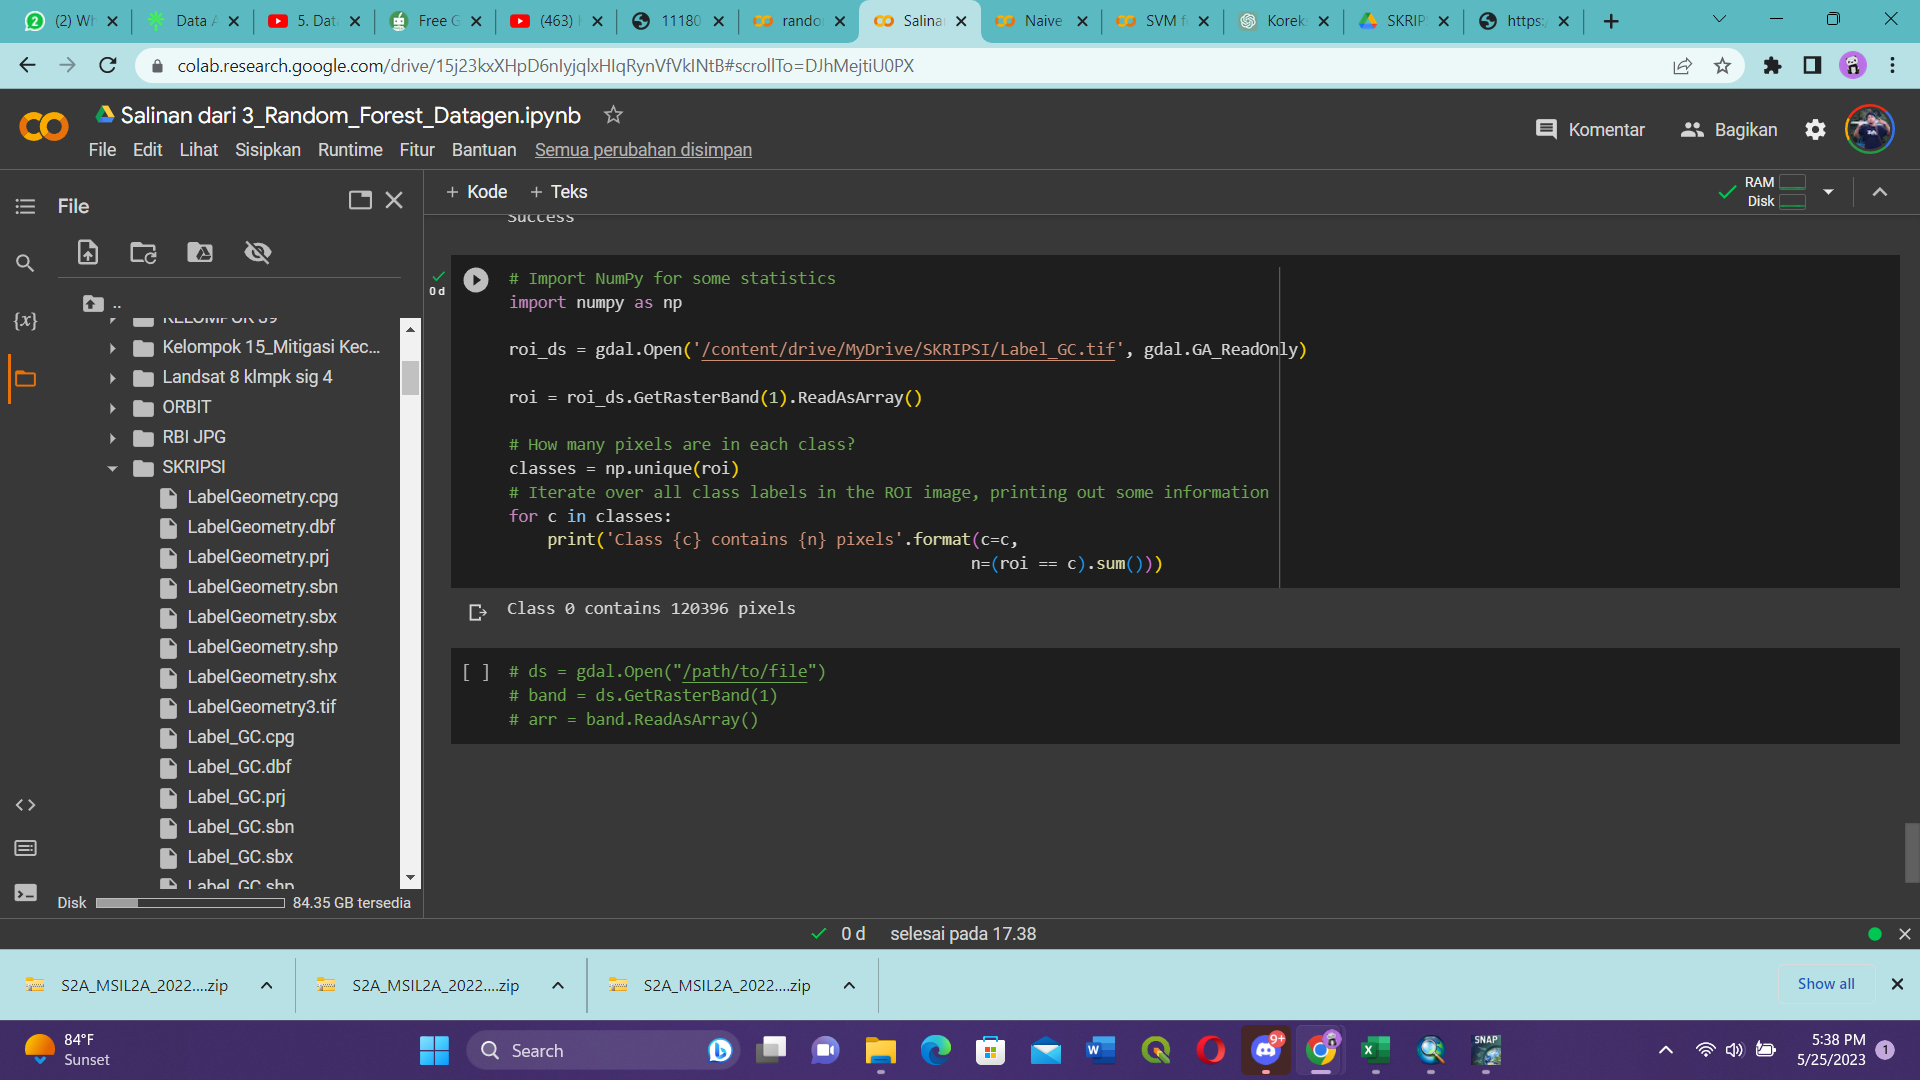 (2) Wh
Data A
5. Dat
Free G
(463)
11180
rando
Salina
Naive
SVM f
Korek
SKRIP
https:/
colab.research.google.com/drive/15j23kxXHpD6nIyjqlxHIqRynVfVkINtB#scrollTo=DJhMejtiU0PX
Salinan dari 3_Random_Forest_Datagen.ipynb
Komentar
Bagikan
File Edit Lihat Sisipkan Runtime Fitur Bantuan Semua perubahan disimpan
File
+ Kode + Teks
RAM
Disk
..
KELOMPOK 39
Kelompok 15_Mitigasi Kec...
Landsat 8 klmpk sig 4
ORBIT
RBI JPG
SKRIPSI
LabelGeometry.cpg
LabelGeometry.dbf
LabelGeometry.prj
LabelGeometry.sbn
LabelGeometry.sbx
LabelGeometry.shp
LabelGeometry.shx
LabelGeometry3.tif
Label_GC.cpg
Label_GC.dbf
Label_GC.prj
Label_GC.sbn
Label_GC.sbx
Label_GC.shp
Disk 84.35 GB tersedia
Success
0 d
# Import NumPy for some statistics
import numpy as np
roi_ds = gdal.Open('/content/drive/MyDrive/SKRIPSI/Label_GC.tif', gdal.GA_ReadOnly)
roi = roi_ds.GetRasterBand(1).ReadAsArray()
# How many pixels are in each class?
classes = np.unique(roi)
# Iterate over all class labels in the ROI image, printing out some information
for c in classes:
print('Class {c} contains {n} pixels'.format(c=c,
n=(roi == c).sum()))
Class 0 contains 120396 pixels
[ ] # ds = gdal.Open("/path/to/file")
# band = ds.GetRasterBand(1)
# arr = band.ReadAsArray()
0 d selesai pada 17.38
S2A_MSIL2A_2022....zip
S2A_MSIL2A_2022....zip
S2A_MSIL2A_2022....zip
Show all
84°F
Sunset
Search
9+
SNAP
5:38 PM
5/25/2023
1